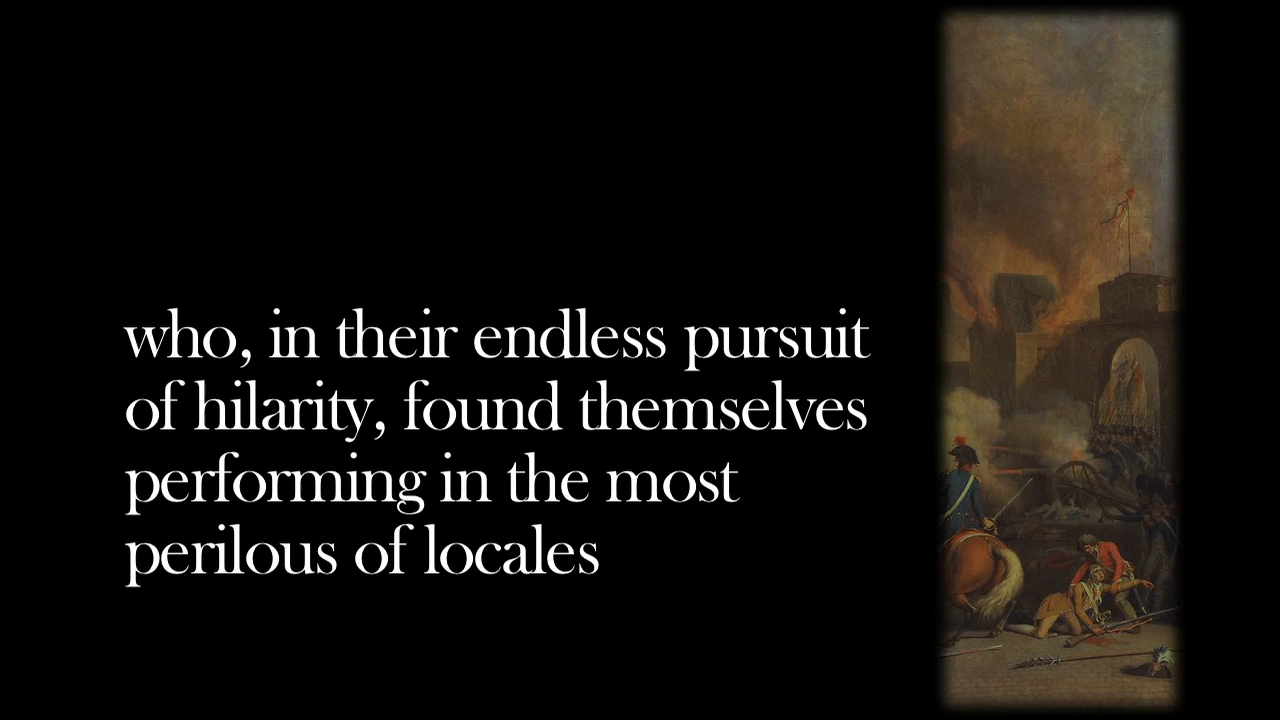 who, in their endless pursuit
of hilarity, found themselves
performing in the most
perilous of locales